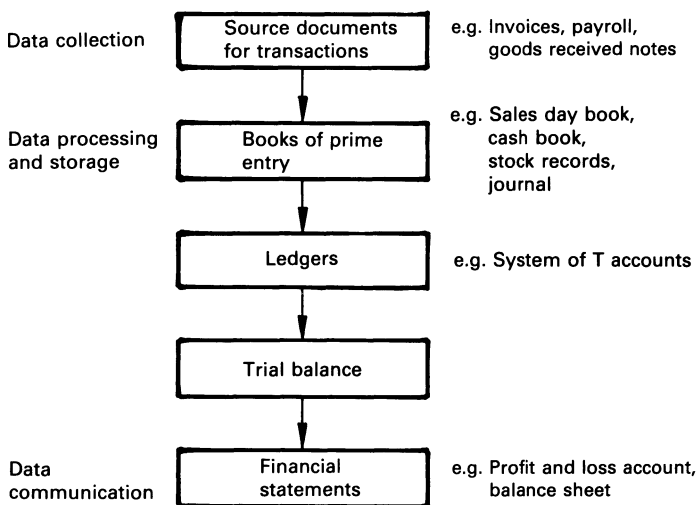 Data collection
Source documents
for transactions
e.g. Invoices, payroll,
goods received notes
Data processing
and storage
Books of prime
entry
e.g. Sales day book,
cash book,
stock records,
journal
Ledgers
e.g. System of T accounts
Trial balance
Data
communication
Financial
statements
e.g. Profit and loss account,
balance sheet